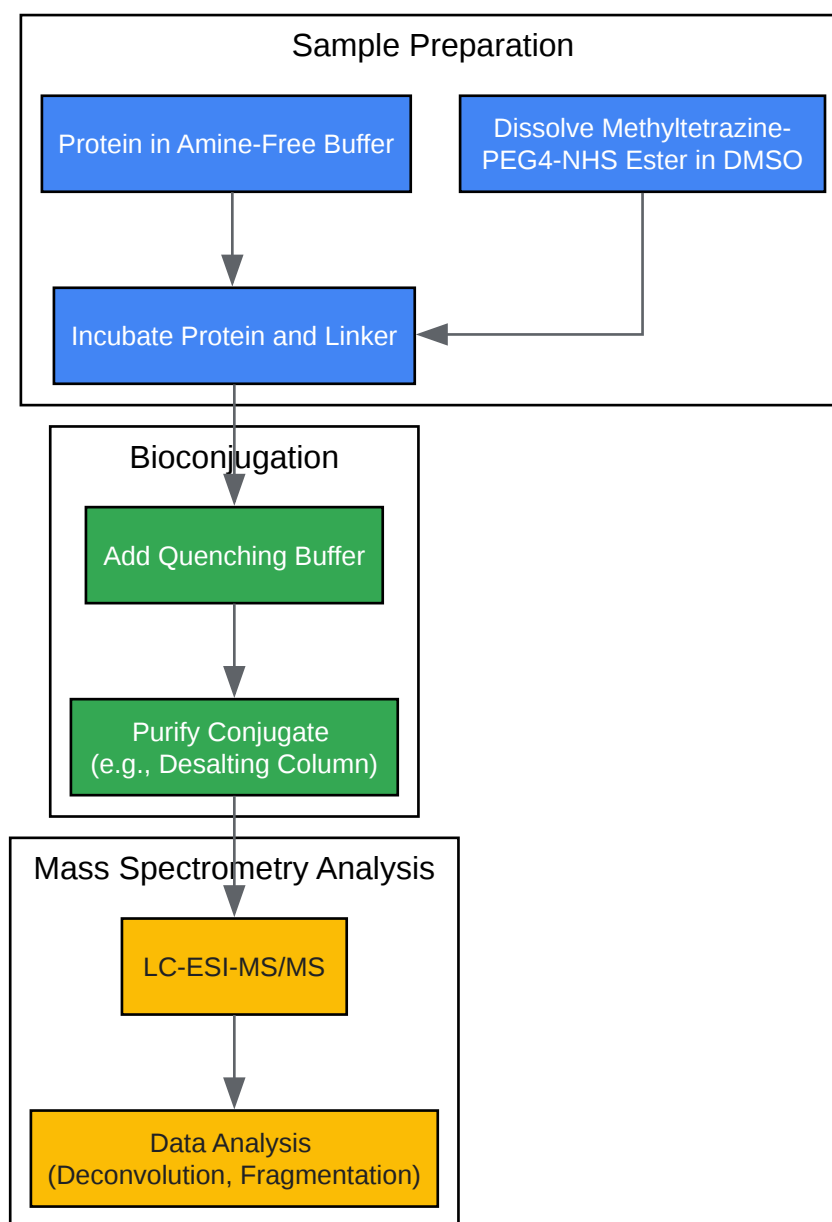 Sample Preparation
Protein in Amine-Free Buffer
Dissolve Methyltetrazine-
PEG4-NHS Ester in DMSO
Incubate Protein and Linker
Bioconjugation
Add Quenching Buffer
Purify Conjugate
(e.g., Desalting Column)
Mass Spectrometry Analysis
LC-ESI-MS/MS
Data Analysis
(Deconvolution, Fragmentation)